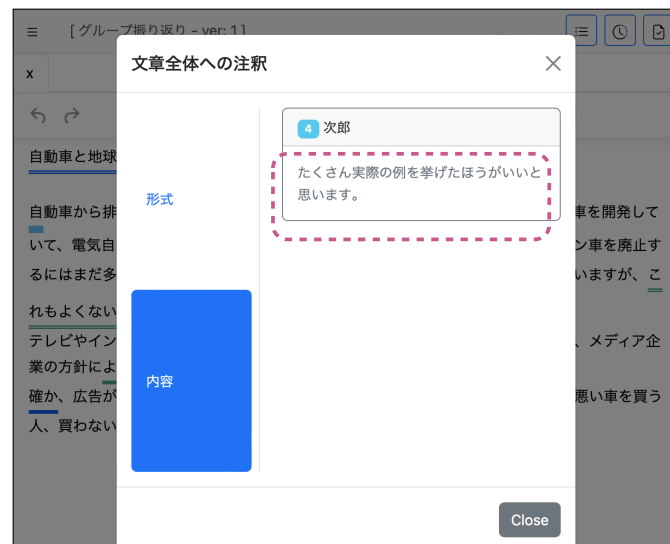 [ グループ振り返り - ver: 1 ]
x
文章全体への注釈
形式
内容
4 次郎
たくさん実際の例を挙げたほうがいいと
思います。
Close
自動車と地球
自動車から排
車を開発して
いて、電気自
ン車を廃止す
るにはまだ多
いますが、こ
れもよくない
テレビやイン
、メディア企
業の方針によ
確か、広告が
悪い車を買う
人、買わない